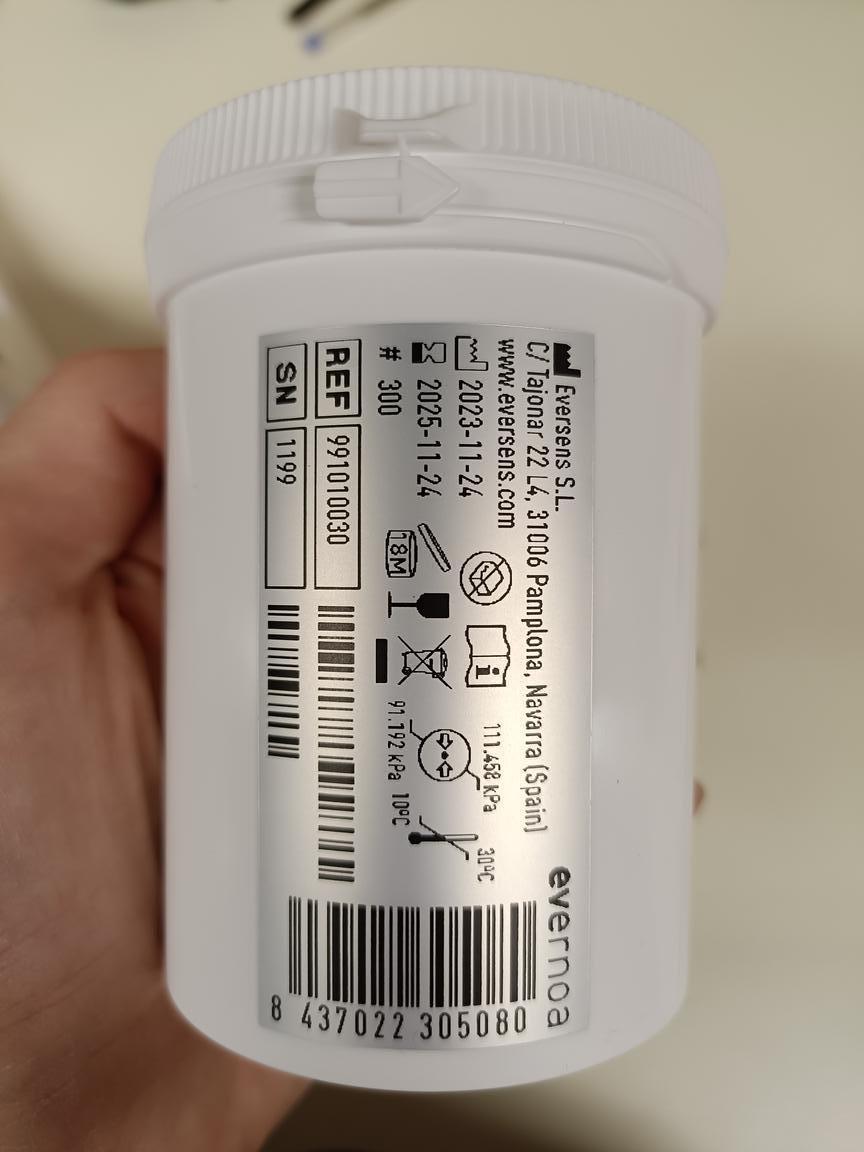 Eversens S.L.
C/ Tajonar 22 L4, 31006 Pamplona, Navarra (Spain)
www.eversens.com
2023-11-24
2025-11-24
# 300
18M
111.458 kPa
91.192 kPa
30ºC
10ºC
REF 991010030
SN 1199
evernoa
8 437022 305080